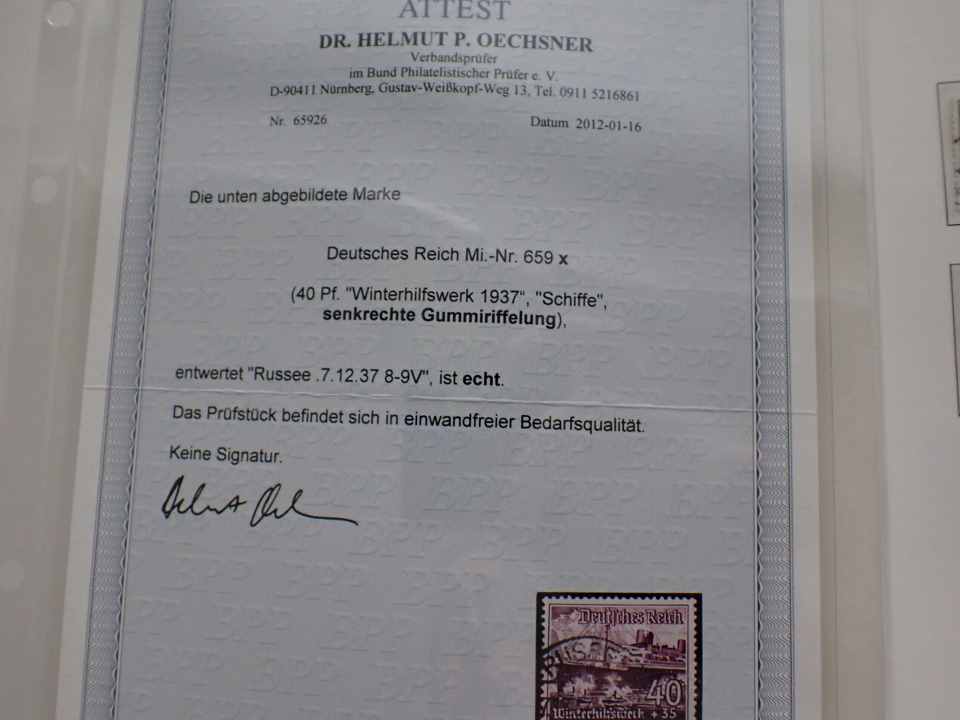 ATTEST
DR. HELMUT P. OECHSNER
Verbandsprüfer
im Bund Philatelistischer Prüfer e. V.
D-90411 Nürnberg, Gustav-Weißkopf-Weg 13, Tel. 0911 5216861
Nr. 65926 Datum 2012-01-16
Die unten abgebildete Marke
Deutsches Reich Mi.-Nr. 659 x
(40 Pf. "Winterhilfswerk 1937", "Schiffe",
senkrechte Gummiriffelung),
entwertet "Russee .7.12.37 8-9V", ist echt.
Das Prüfstück befindet sich in einwandfreier Bedarfsqualität.
Keine Signatur.
Deutsches Reich
40
Winterhilfswerk + 35